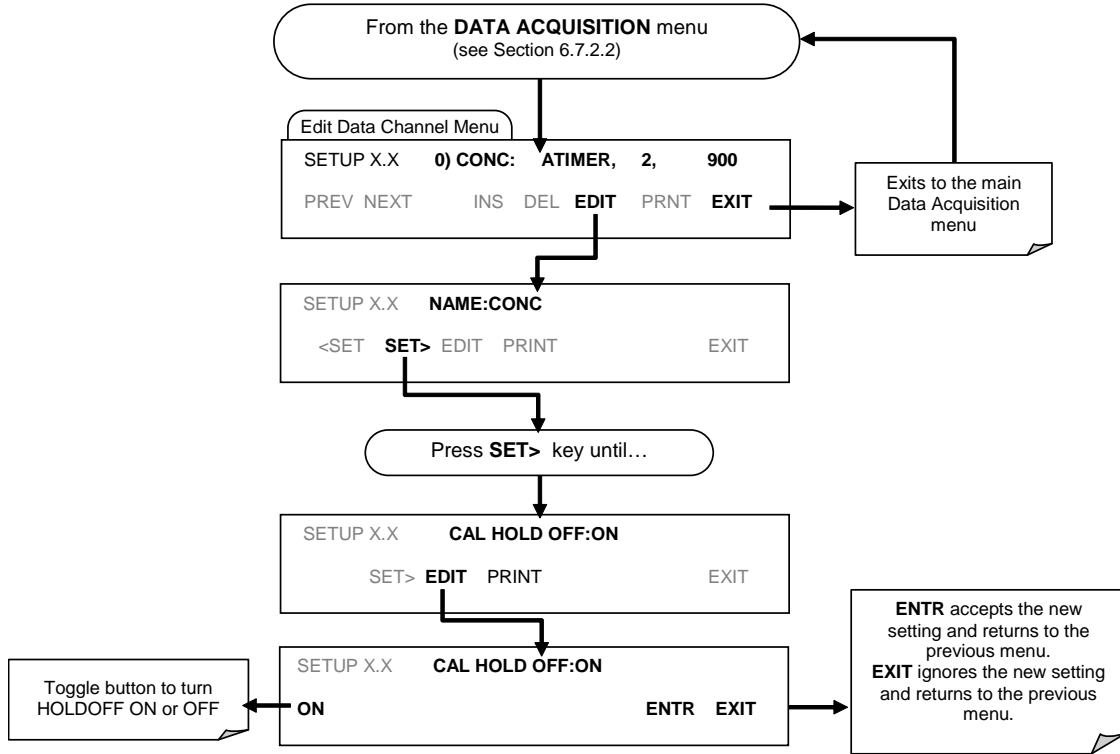 From the DATA ACQUISITION menu
(see Section 6.7.2.2)
Edit Data Channel Menu
SETUP X.X 0) CONC: ATIMER, 2, 900
PREV NEXT INS DEL EDIT PRNT EXIT
Exits to the main
Data Acquisition
menu
SETUP X.X NAME:CONC
<SET SET> EDIT PRINT EXIT
Press SET> key until…
SETUP X.X CAL HOLD OFF:ON
SET> EDIT PRINT EXIT
SETUP X.X CAL HOLD OFF:ON
ON ENTR EXIT
Toggle button to turn
HOLDOFF ON or OFF
ENTR accepts the new
setting and returns to the
previous menu.
EXIT ignores the new setting
and returns to the previous
menu.